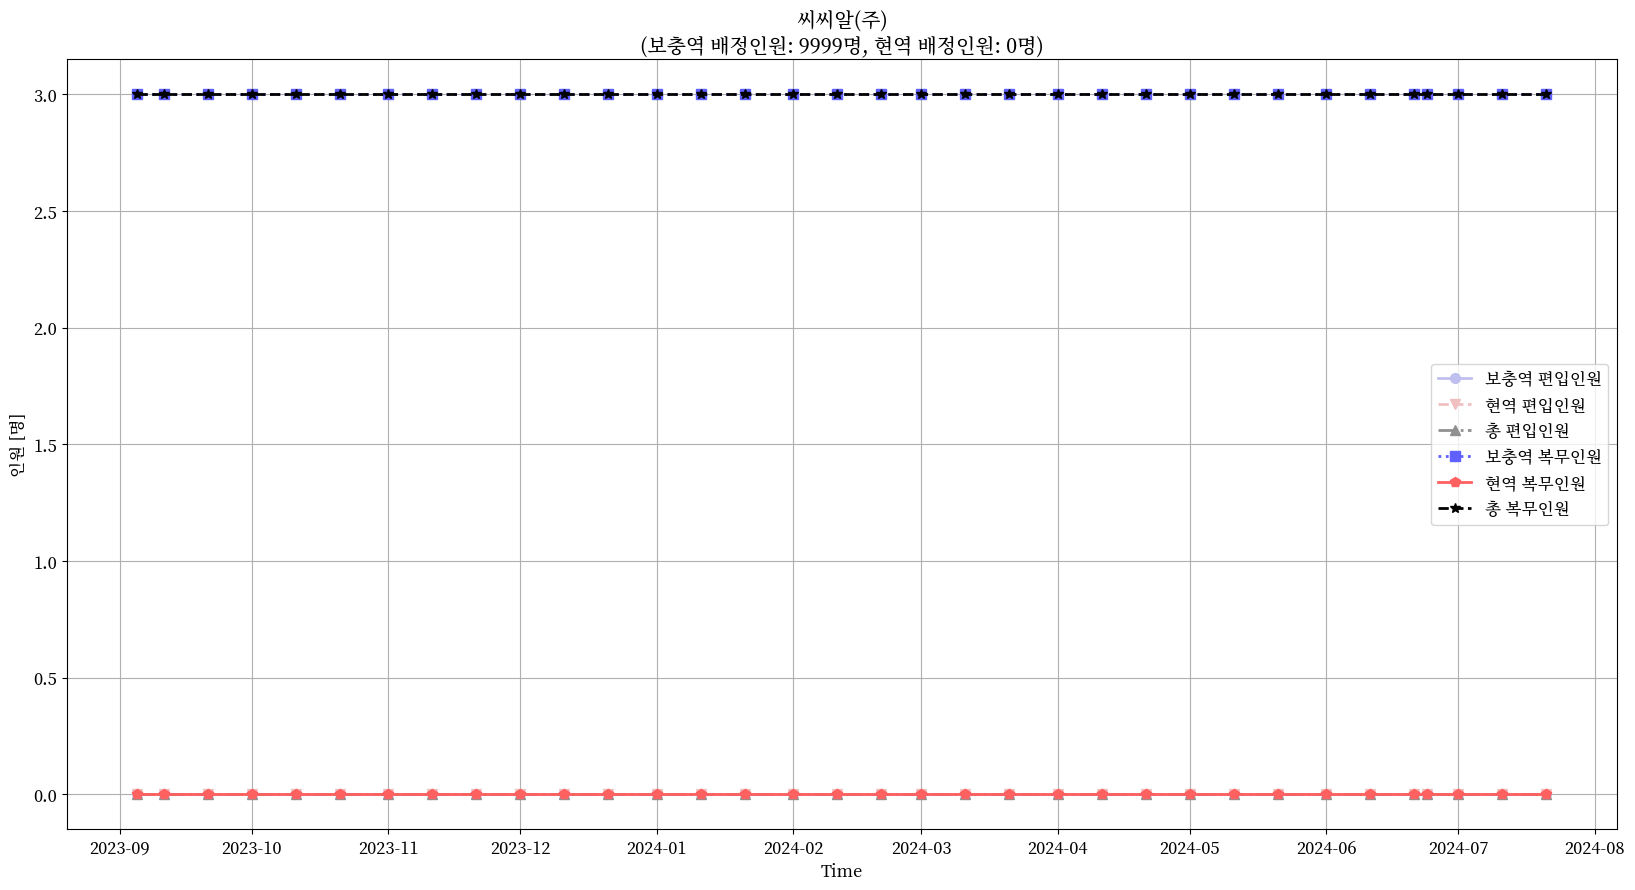 씨씨알(주)
(보충역 배정인원: 9999명, 현역 배정인원: 0명)
인원 [명]
3.0
2.5
2.0
1.5
1.0
0.5
0.0
보충역 편입인원
현역 편입인원
총 편입인원
보충역 복무인원
현역 복무인원
총 복무인원
2023-09 2023-10 2023-11 2023-12 2024-01 2024-02 2024-03 2024-04 2024-05 2024-06 2024-07 2024-08
Time